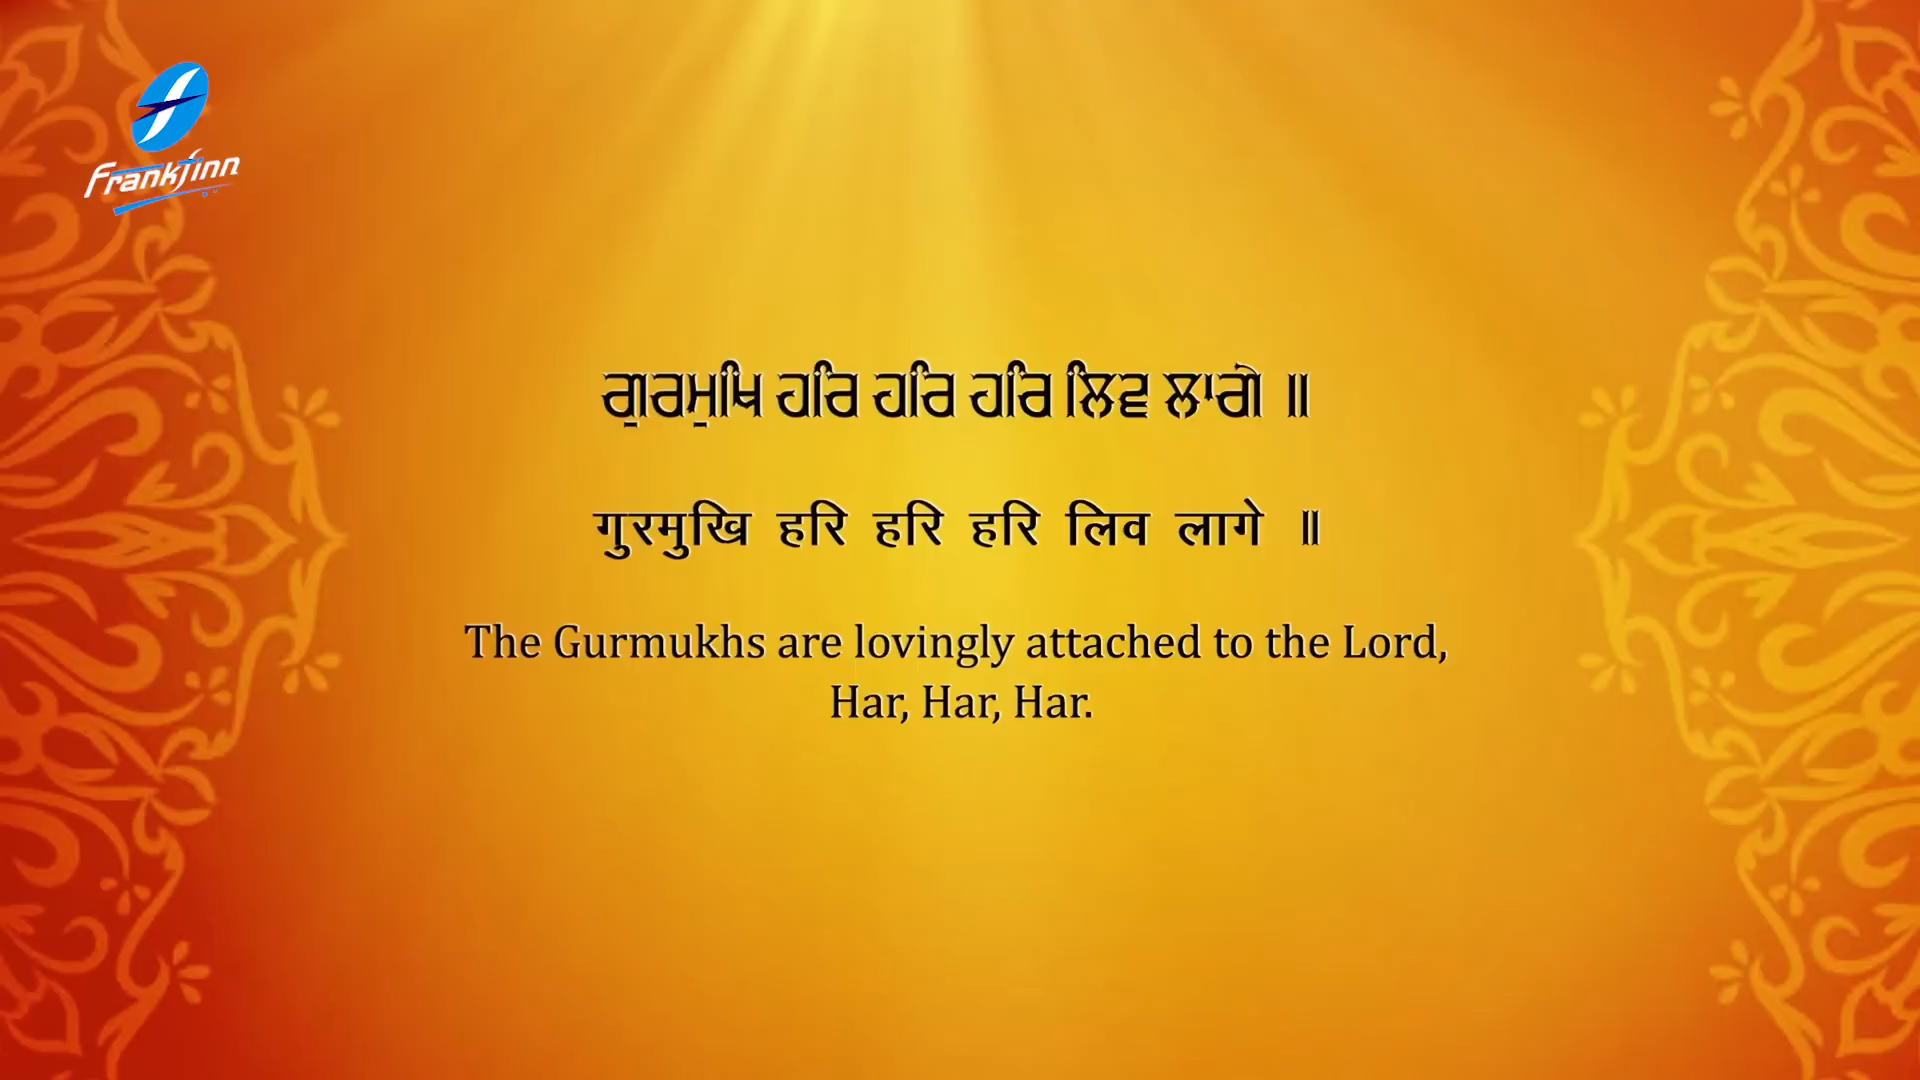 Frankfinn
ਗੁਰਮੁਖਿ ਹਰਿ ਹਰਿ ਹਰਿ ਲਿਵ ਲਾਗੇ ॥
गुरमुखि हरि हरि हरि लिव लागे ॥
The Gurmukhs are lovingly attached to the Lord,
Har, Har, Har.